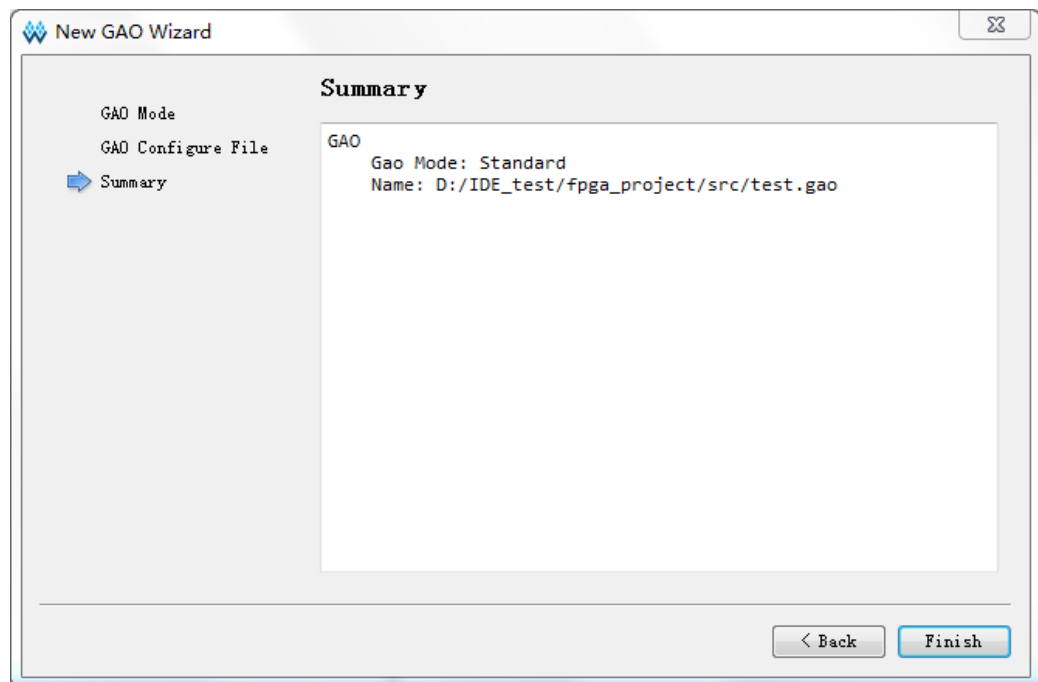 New GAO Wizard
GAO Mode
GAO Configure File
Summary
Summary
GAO
Gao Mode: Standard
Name: D:/IDE_test/fpga_project/src/test.gao
< Back
Finish